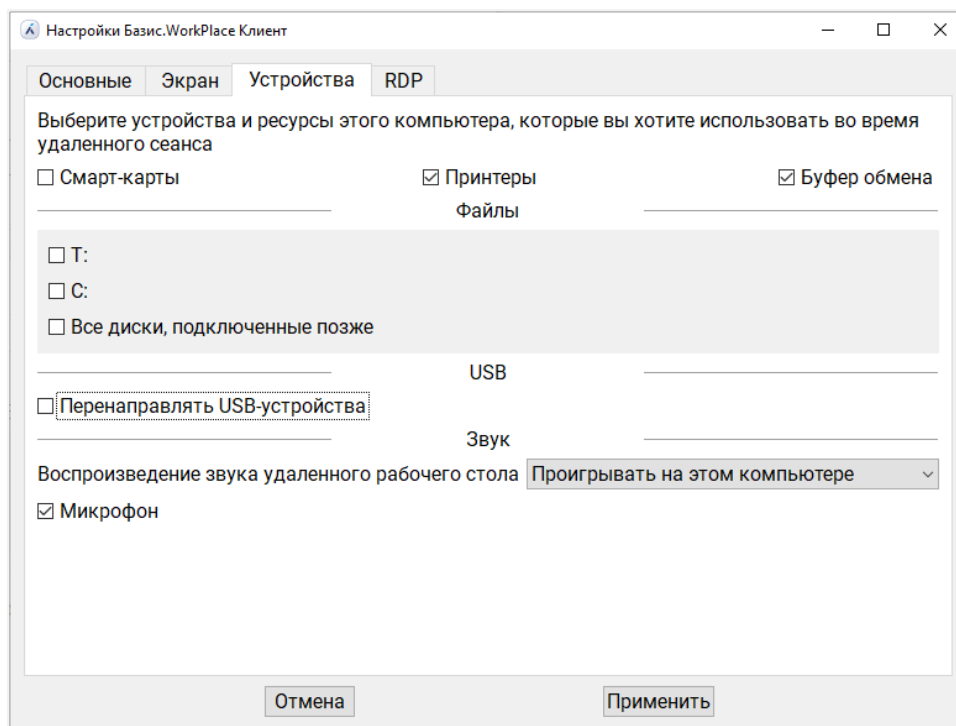 Настройки Базис.WorkPlace Клиент
Основные Экран Устройства RDP
Выберите устройства и ресурсы этого компьютера, которые вы хотите использовать во время
удаленного сеанса
Смарт-карты Принтеры Буфер обмена
Файлы
T:
C:
Все диски, подключенные позже
USB
Перенаправлять USB-устройства
Звук
Воспроизведение звука удаленного рабочего стола Проигрывать на этом компьютере
Микрофон
Отмена Применить